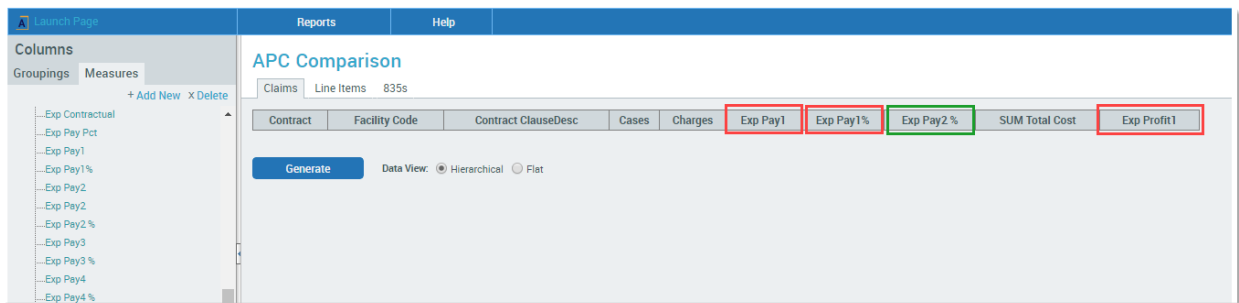 Launch Page
Reports
Help
Columns
Groupings Measures
+ Add New x Delete
...Exp Contractual
...Exp Pay Pct
...Exp Pay1
...Exp Pay1%
...Exp Pay2
...Exp Pay2
...Exp Pay2 %
...Exp Pay3
...Exp Pay3 %
...Exp Pay4
...Exp Pay4 %
APC Comparison
Claims Line Items 835s
Contract Facility Code Contract ClauseDesc Cases Charges Exp Pay1 Exp Pay1% Exp Pay2 % SUM Total Cost Exp Profit1
Generate Data View: Hierarchical Flat